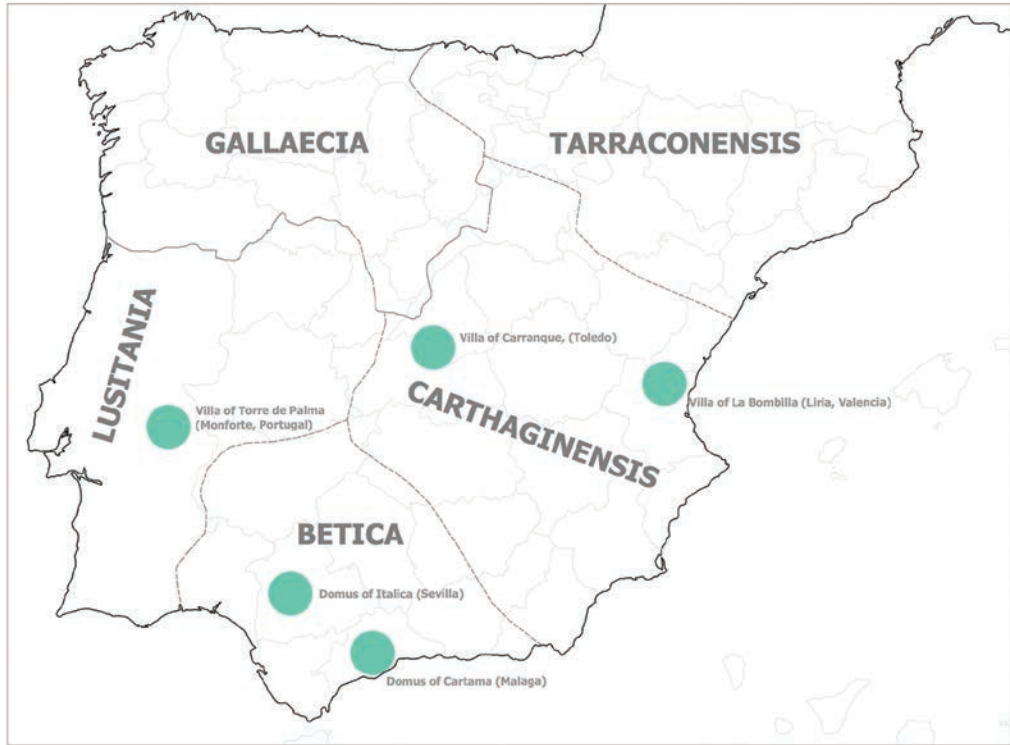 GALLAECIA
TARRACONENSIS
LUSITANIA
Villa of Carranque, (Toledo)
CARTHAGINENSIS
Villa of La Bombilla (Liria, Valencia)
Villa of Torre de Palma
(Monforte, Portugal)
BETICA
Domus of Italica (Sevilla)
Domus of Cartama (Malaga)